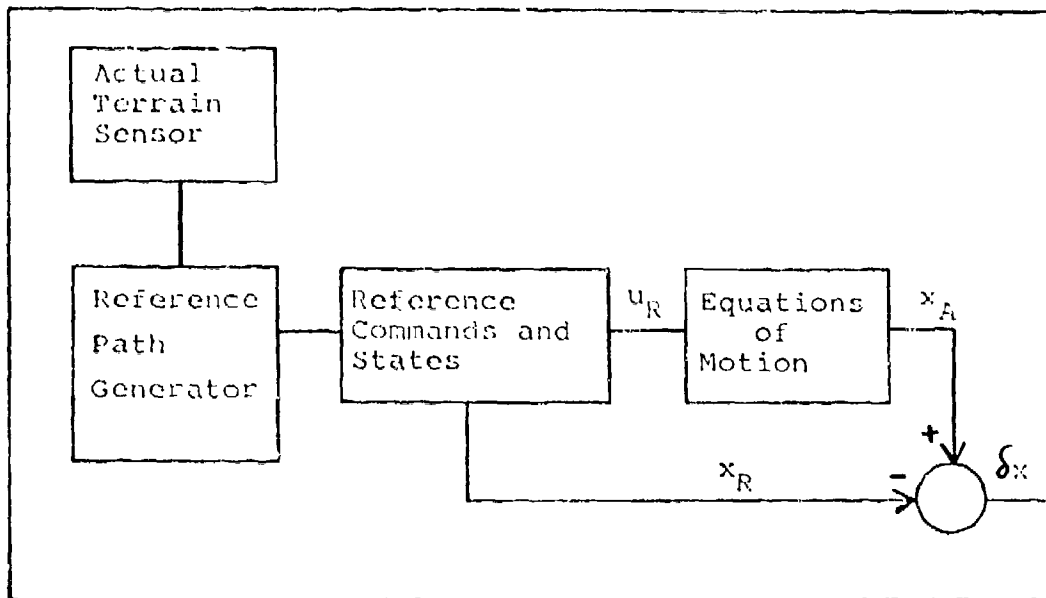 Actual
Terrain
Sensor
Reference
Path
Generator
Reference
Commands and
States
u_R
Equations
of
Motion
x_A
+
-
x_R
δx